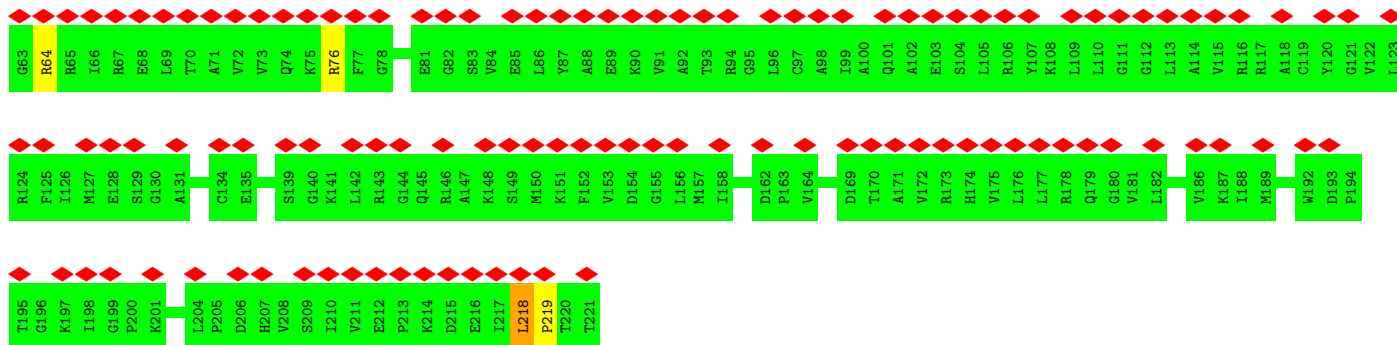 G63 R64 R65 I66 R67 E68 L69 T70 A71 V72 V73 Q74 K75 R76 F77 G78 E81 G82 S83 V84 E85 L86 Y87 A88 E89 K90 V91 A92 T93 R94 G95 L96 C97 A98 I99 A100 Q101 A102 E103 S104 L105 R106 Y107 K108 L109 L110 G111 G112 L113 A114 V115 R116 R117 A118 C119 Y120 G121 V122 L123
R124 F125 I126 M127 E128 S129 G130 A131 C134 E135 S139 G140 K141 L142 R143 G144 Q145 R146 A147 K148 S149 M150 K151 F152 V153 D154 G155 L156 M157 I158 D162 P163 V164 D169 T170 A171 V172 R173 H174 V175 L176 L177 R178 Q179 G180 V181 L182 V186 K187 I188 M189 W192 D193 P194
T195 G196 K197 I198 G199 P200 K201 L204 P205 D206 H207 V208 S209 I210 V211 E212 P213 K214 D215 E216 I217 L218 P219 T220 T221